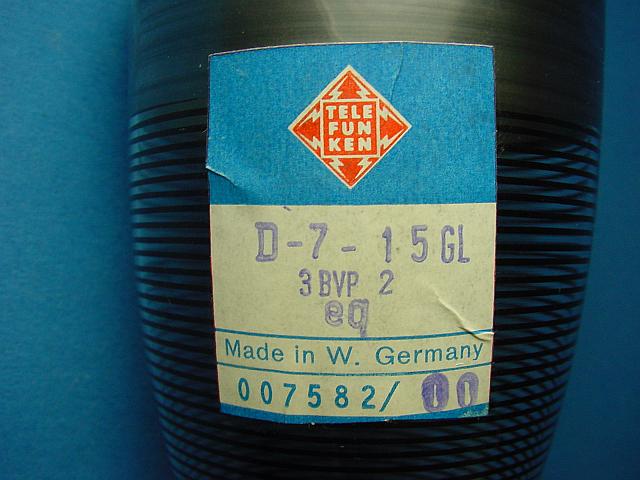 TELE
FUN
KEN
D-7-15GL
3BVP 2
eq
Made in W. Germany
007582/00